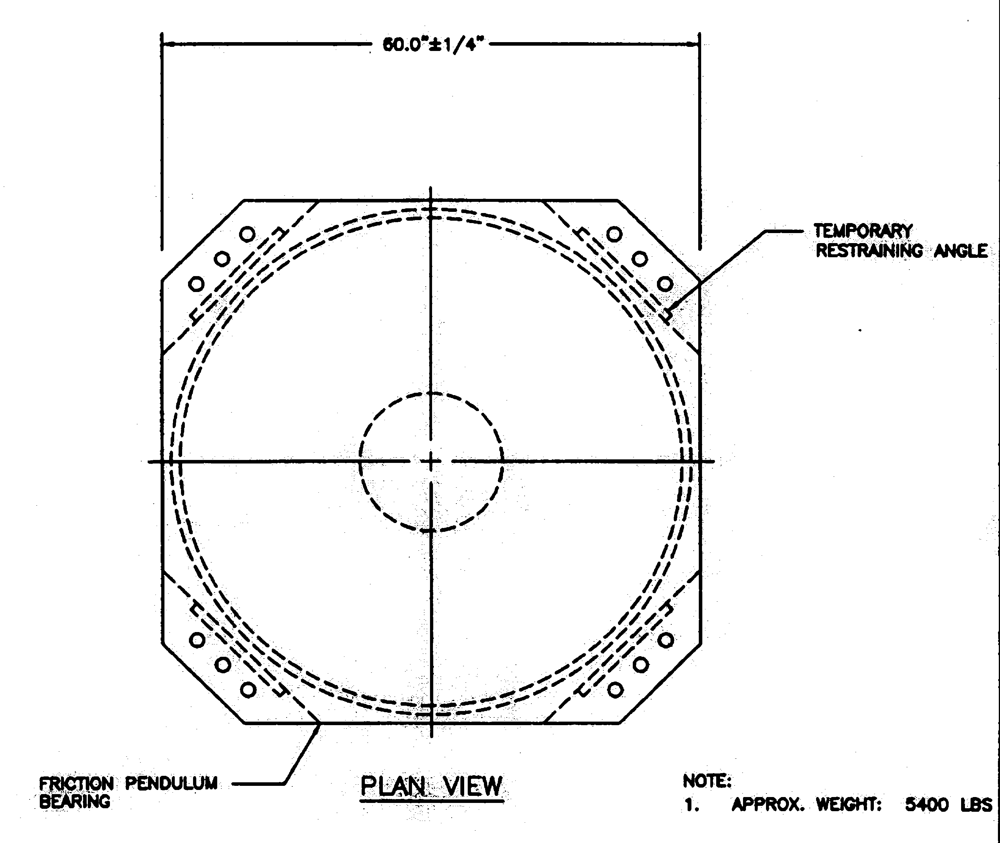 60.0"±1/4"
TEMPORARY
RESTRAINING ANGLE
FRICTION PENDULUM
BEARING
PLAN VIEW
NOTE:
1. APPROX. WEIGHT: 5400 LBS